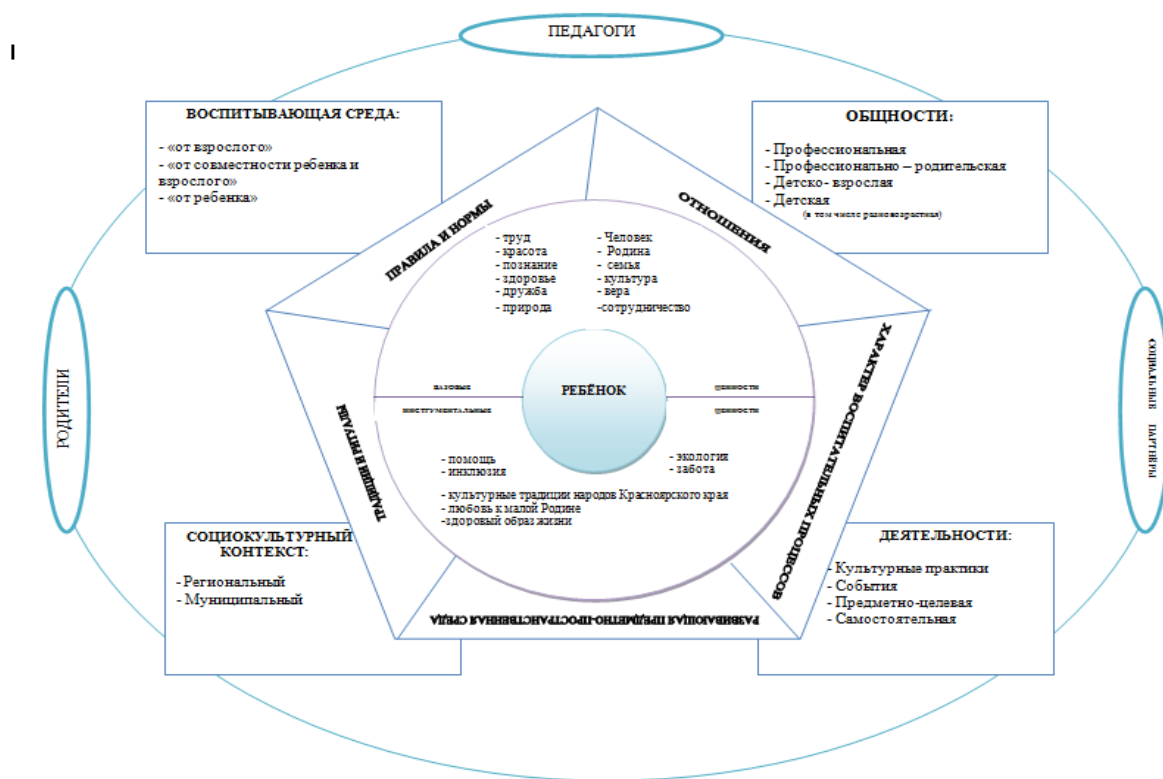 ПЕДАГОГИ
I
ВОСПИТЫВАЮЩАЯ СРЕДА:
- «от взрослого»
- «от совместности ребенка и
взрослого»
- «от ребенка»
ОБЩНОСТИ:
- Профессиональная
- Профессионально – родительская
- Детско- взрослая
- Детская
(в том числе разновозрастная)
ПРАВИЛА И НОРМЫ
ОТНОШЕНИЯ
- труд
- красота
- познание
- здоровье
- дружба
- природа
- Человек
- Родина
- семья
- культура
- вера
-сотрудничество
РОДИТЕЛИ
СОЦИАЛЬНЫЕ ПАРТНЁРЫ
РЕБЁНОК
БАЗОВЫЕ
ЦЕННОСТИ
ИНСТРУМЕНТАЛЬНЫЕ
ЦЕННОСТИ
ТРАДИЦИИ И РИТУАЛЫ
ХАРАКТЕР ВОСПИТАТЕЛЬНЫХ ПРОЦЕССОВ
- помощь
- инклюзия
- экология
- забота
- культурные традиции народов Красноярского края
- любовь к малой Родине
-здоровый образ жизни
СОЦИОКУЛЬТУРНЫЙ
КОНТЕКСТ:
- Региональный
- Муниципальный
ДЕЯТЕЛЬНОСТИ:
- Культурные практики
- События
- Предметно-целевая
- Самостоятельная
РАЗВИВАЮЩАЯ ПРЕДМЕТНО-ПРОСТРАНСТВЕННАЯ СРЕДА